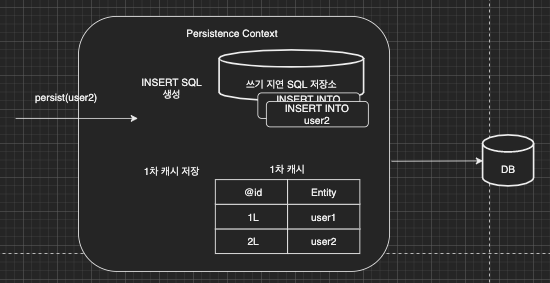 Persistence Context
INSERT SQL
생성
쓰기 지연 SQL 저장소
persist(user2)
INSERT INTO
INSERT INTO
user2
1차 캐시 저장
1차 캐시
@id Entity
1L user1
2L user2
DB